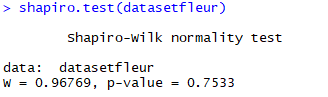 > shapiro.test(datasetfleur)
Shapiro-Wilk normality test
data:  datasetfleur
W = 0.96769, p-value = 0.7533